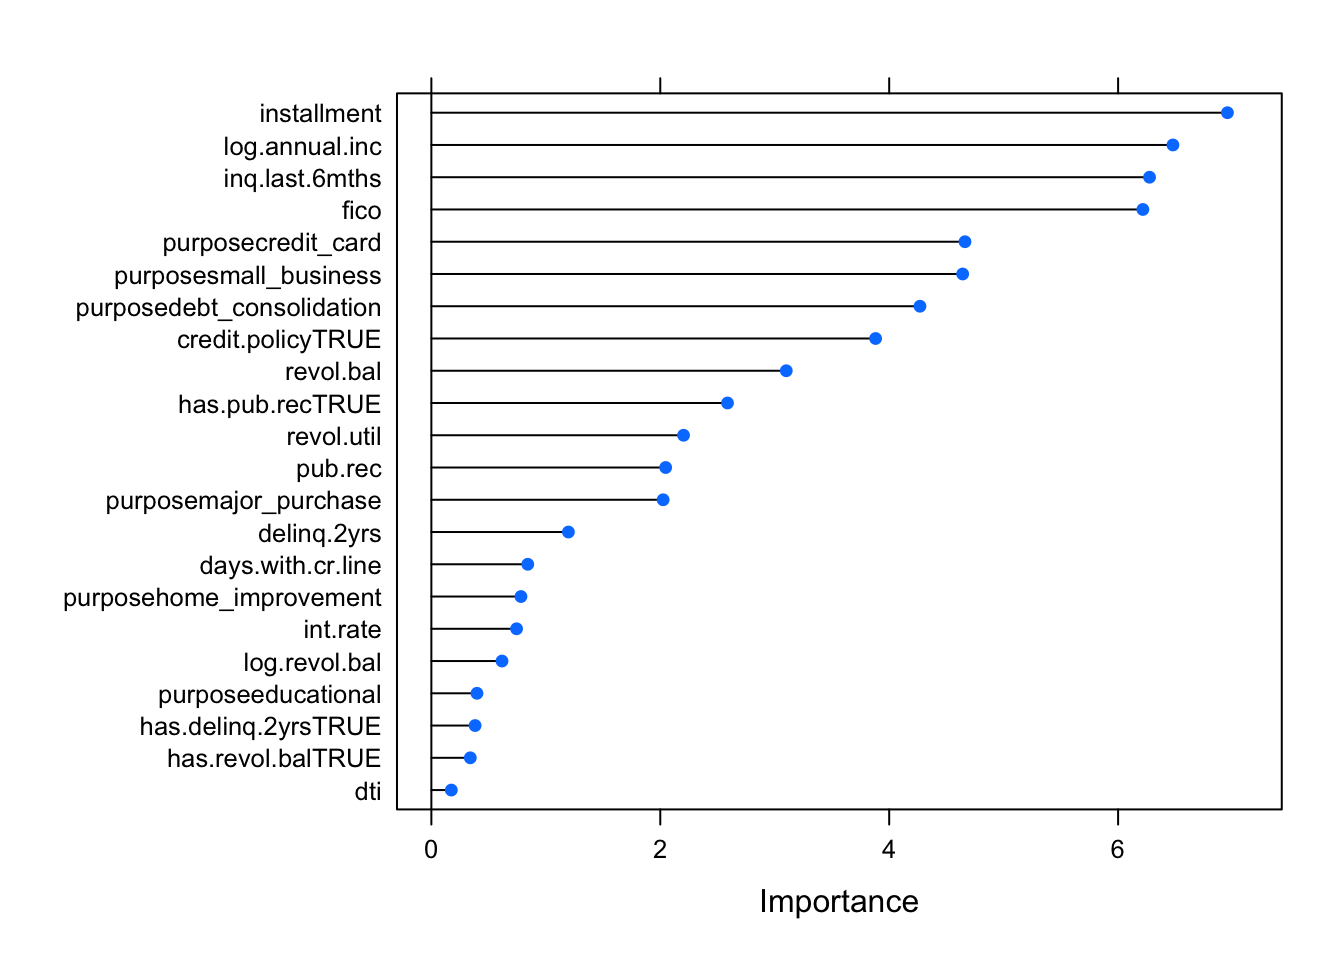 installment
log.annual.inc
inq.last.6mths
fico
purposecredit_card
purposesmall_business
purposedebt_consolidation
credit.policyTRUE
revol.bal
has.pub.recTRUE
revol.util
pub.rec
purposemajor_purchase
delinq.2yrs
days.with.cr.line
purposehome_improvement
int.rate
log.revol.bal
purposeeducational
has.delinq.2yrsTRUE
has.revol.balTRUE
dti
0 2 4 6
Importance